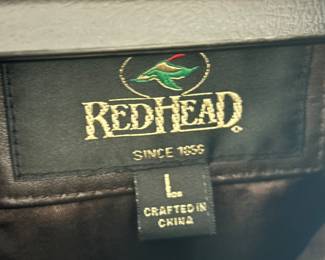 REDHEAD
SINCE 1856
L
CRAFTED IN
CHINA